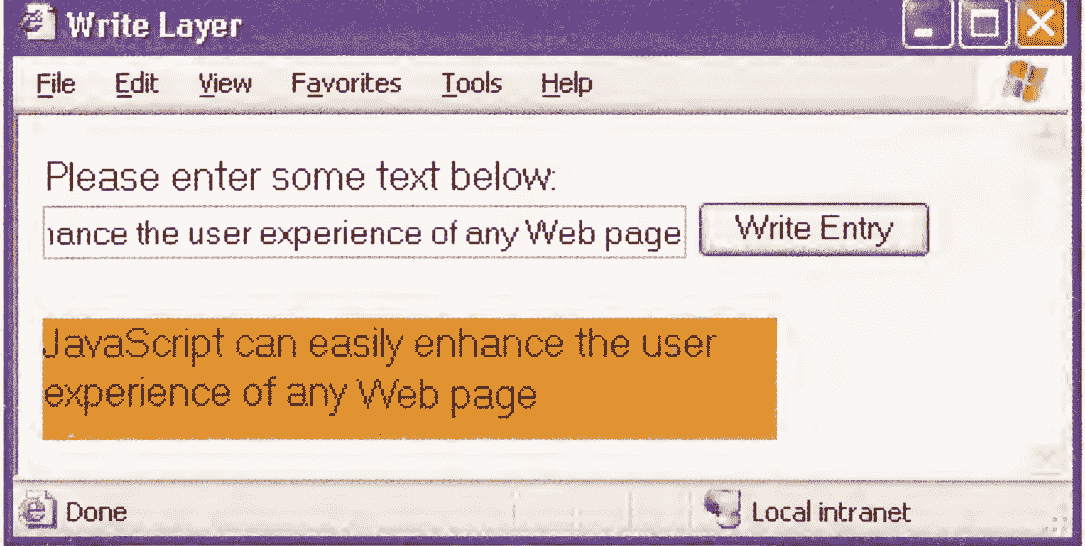 Write Layer
File Edit View Favorites Tools Help
Please enter some text below:
hance the user experience of any Web page Write Entry
JavaScript can easily enhance the user
experience of any Web page
Done Local intranet